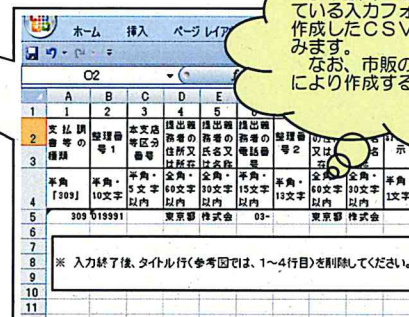 ている入力フォ
作成したCSV
みます。
なお、市販の
により作成する
ホーム 挿入 ページ レイア
O2
A B C D E
1 1 2 3 4 5
2 支払調書等の種類 整理番号1 本支店等区分番号 提出義務者の住所又は所在 提出義務者の氏名又は名称 提出義務者の電話番号 整理番号2
3
4 半角「309」 半角・10文字 半角・5文字以内 全角・60文字以内 全角・30文字以内 半角・15文字以内 半角・13文字 全角・60文字以内 全角・30文字以内 半角・1文字
5 309 019991 東京都 株式会 03- 東京都 株式会
6
7
8 ※ 入力終了後、タイトル行(参考図では、1~4行目)を削除してください。
9
10
11